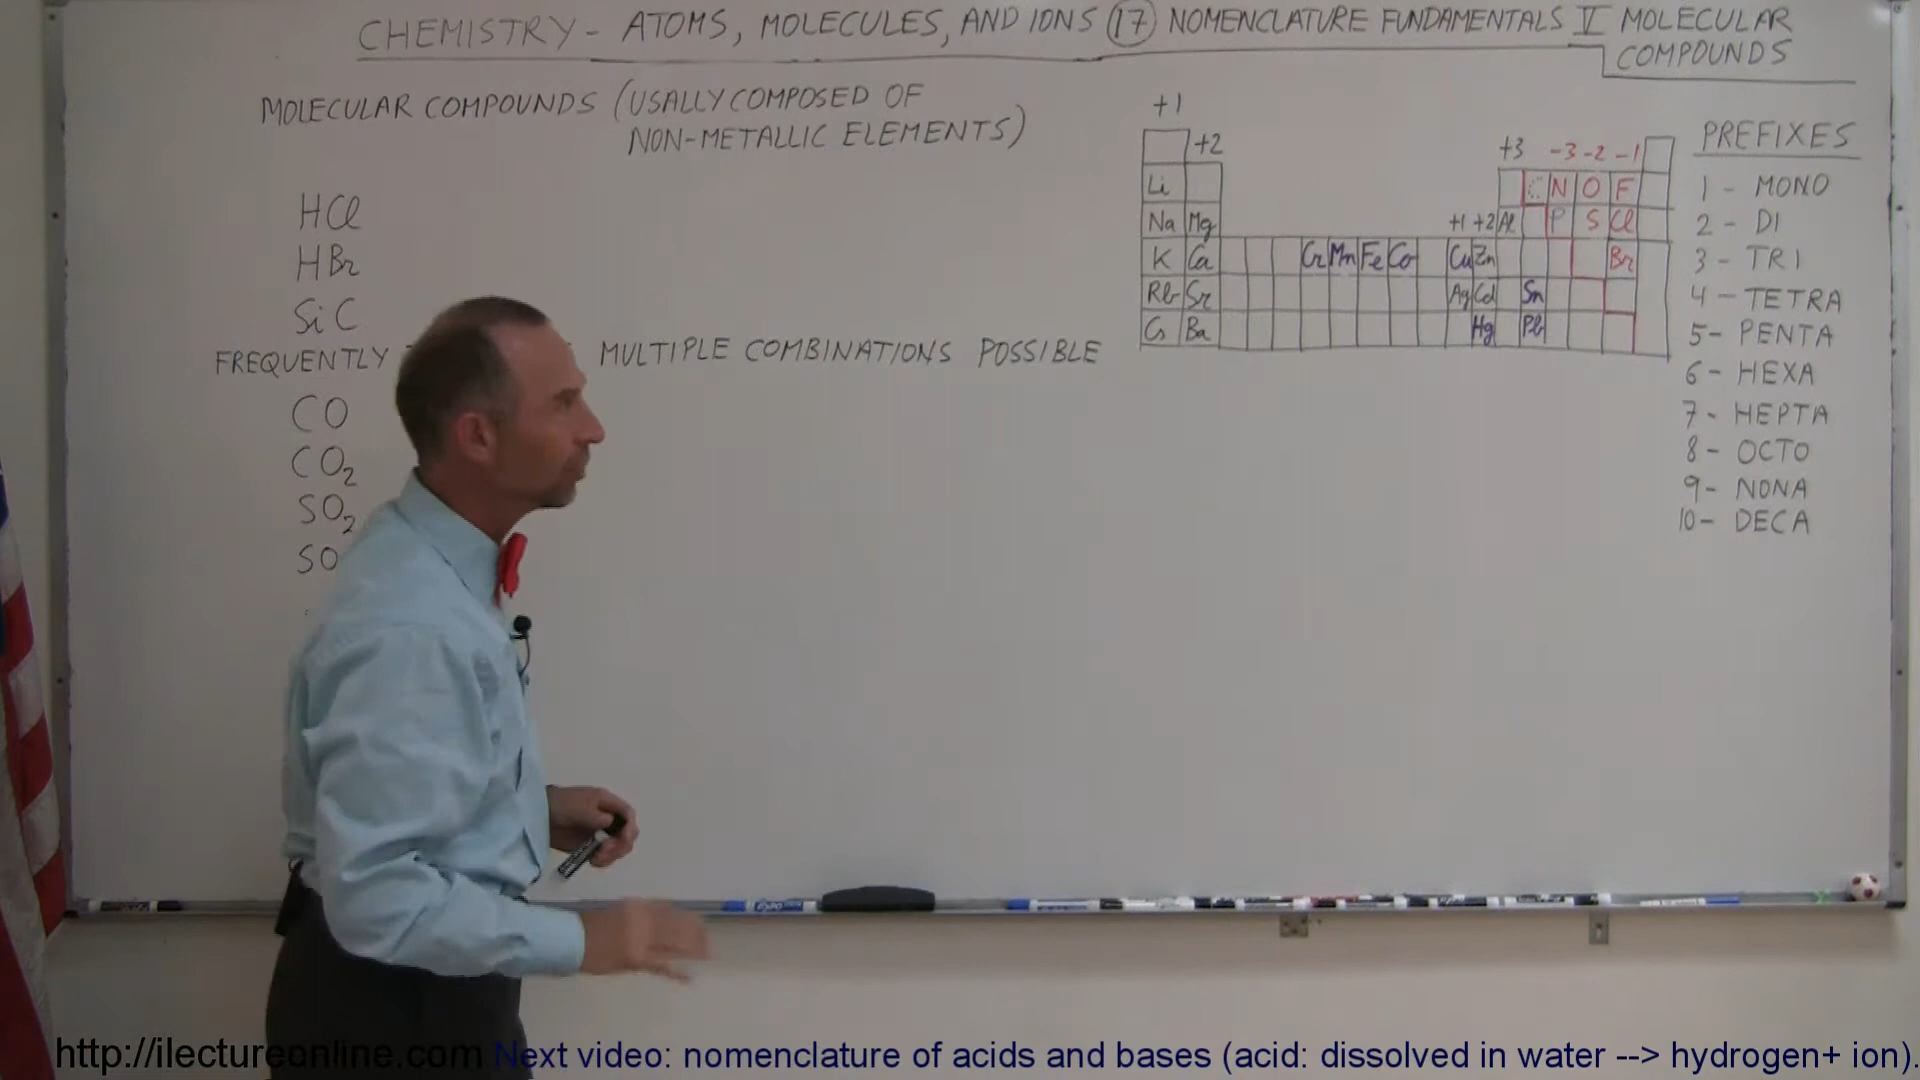 CHEMISTRY - ATOMS, MOLECULES, AND IONS 17 NOMENCLATURE FUNDAMENTALS V MOLECULAR
COMPOUNDS
MOLECULAR COMPOUNDS (USALLY COMPOSED OF
NON-METALLIC ELEMENTS)
HCl
HBr
SiC
FREQUENTLY MULTIPLE COMBINATIONS POSSIBLE
CO
CO2
SO2
SO
+1
+2 +3 -3 -2 -1
Li C N O F
Na Mg +1 +2 Al P S Cl
K Ca Cr Mn Fe Co Cu Zn Br
Rb Sr Ag Cd Sn
Cs Ba Hg Pb
PREFIXES
1 - MONO
2 - DI
3 - TRI
4 - TETRA
5 - PENTA
6 - HEXA
7 - HEPTA
8 - OCTO
9 - NONA
10 - DECA
http://ilectureonline.com Next video: nomenclature of acids and bases (acid: dissolved in water --> hydrogen+ ion).